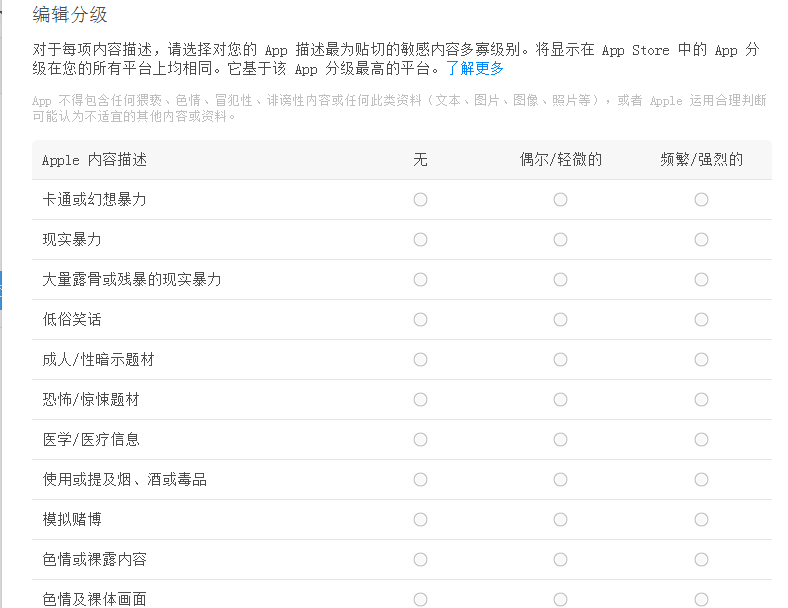 编辑分级
对于每项内容描述，请选择对您的 App 描述最为贴切的敏感内容多寡级别。将显示在 App Store 中的 App 分
级在您的所有平台上均相同。它基于该 App 分级最高的平台。了解更多
App 不得包含任何猥亵、色情、冒犯性、诽谤性内容或任何此类资料（文本、图片、图像、照片等），或者 Apple 运用合理判断
可能认为不适宜的其他内容或资料。
Apple 内容描述 无 偶尔/轻微的 频繁/强烈的
卡通或幻想暴力
现实暴力
大量露骨或残暴的现实暴力
低俗笑话
成人/性暗示题材
恐怖/惊悚题材
医学/医疗信息
使用或提及烟、酒或毒品
模拟赌博
色情或裸露内容
色情及裸体画面